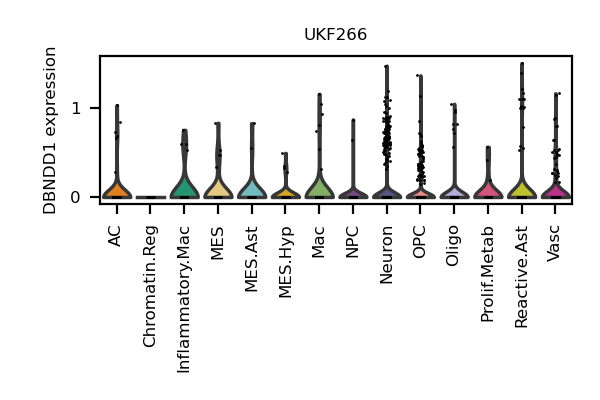 UKF266
DBNDD1 expression
1
0
AC
Chromatin.Reg
Inflammatory.Mac
MES
MES.Ast
MES.Hyp
Mac
NPC
Neuron
OPC
Oligo
Prolif.Metab
Reactive.Ast
Vasc